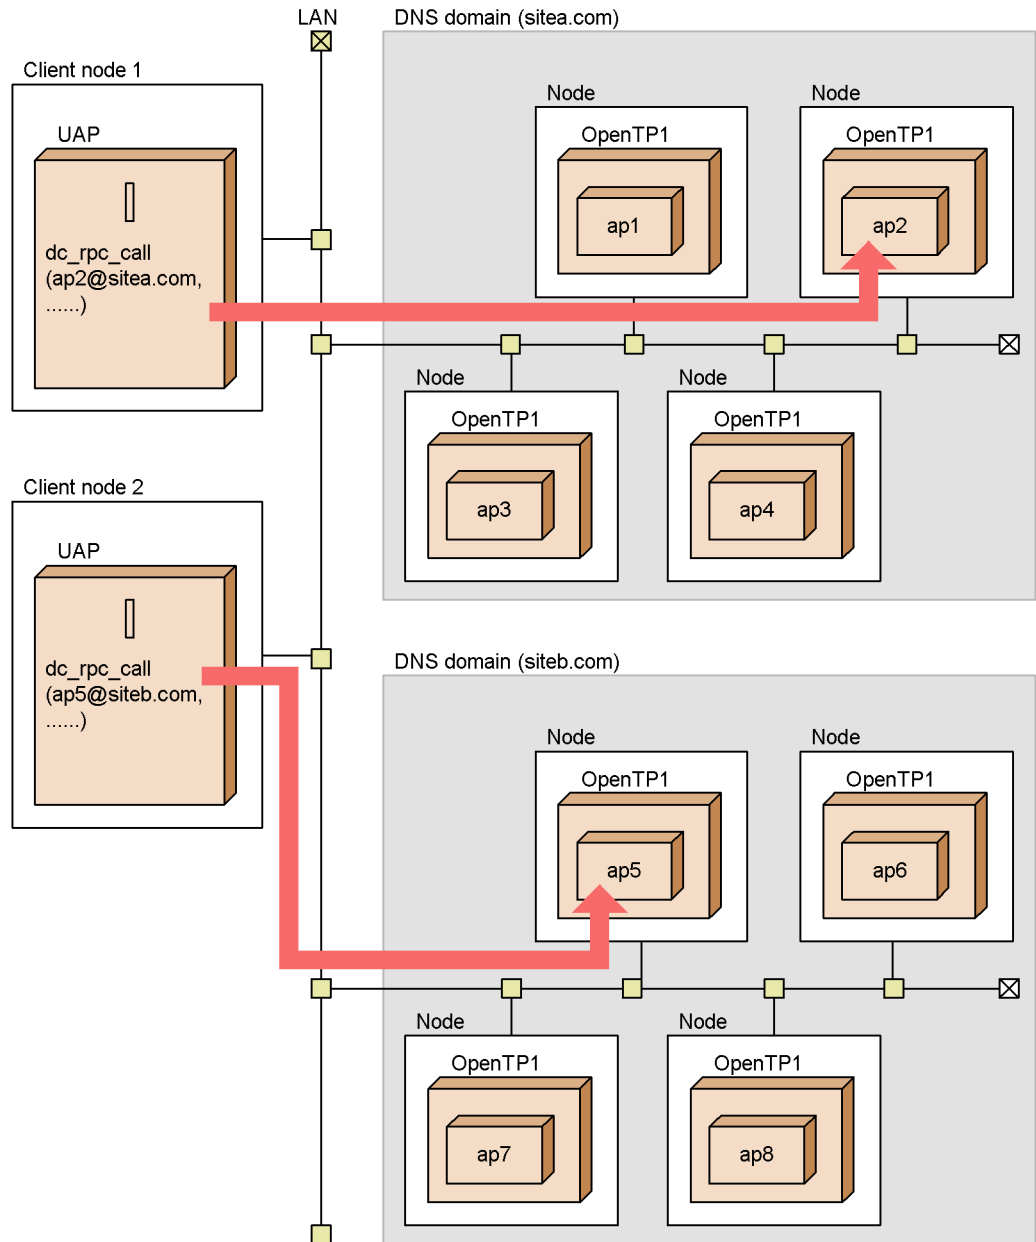 LAN
DNS domain (sitea.com)
Client node 1
UAP
dc_rpc_call
(ap2@sitea.com,
......)
Node
OpenTP1
ap1
Node
OpenTP1
ap2
Node
OpenTP1
ap3
Node
OpenTP1
ap4
Client node 2
UAP
dc_rpc_call
(ap5@siteb.com,
......)
DNS domain (siteb.com)
Node
OpenTP1
ap5
Node
OpenTP1
ap6
Node
OpenTP1
ap7
Node
OpenTP1
ap8